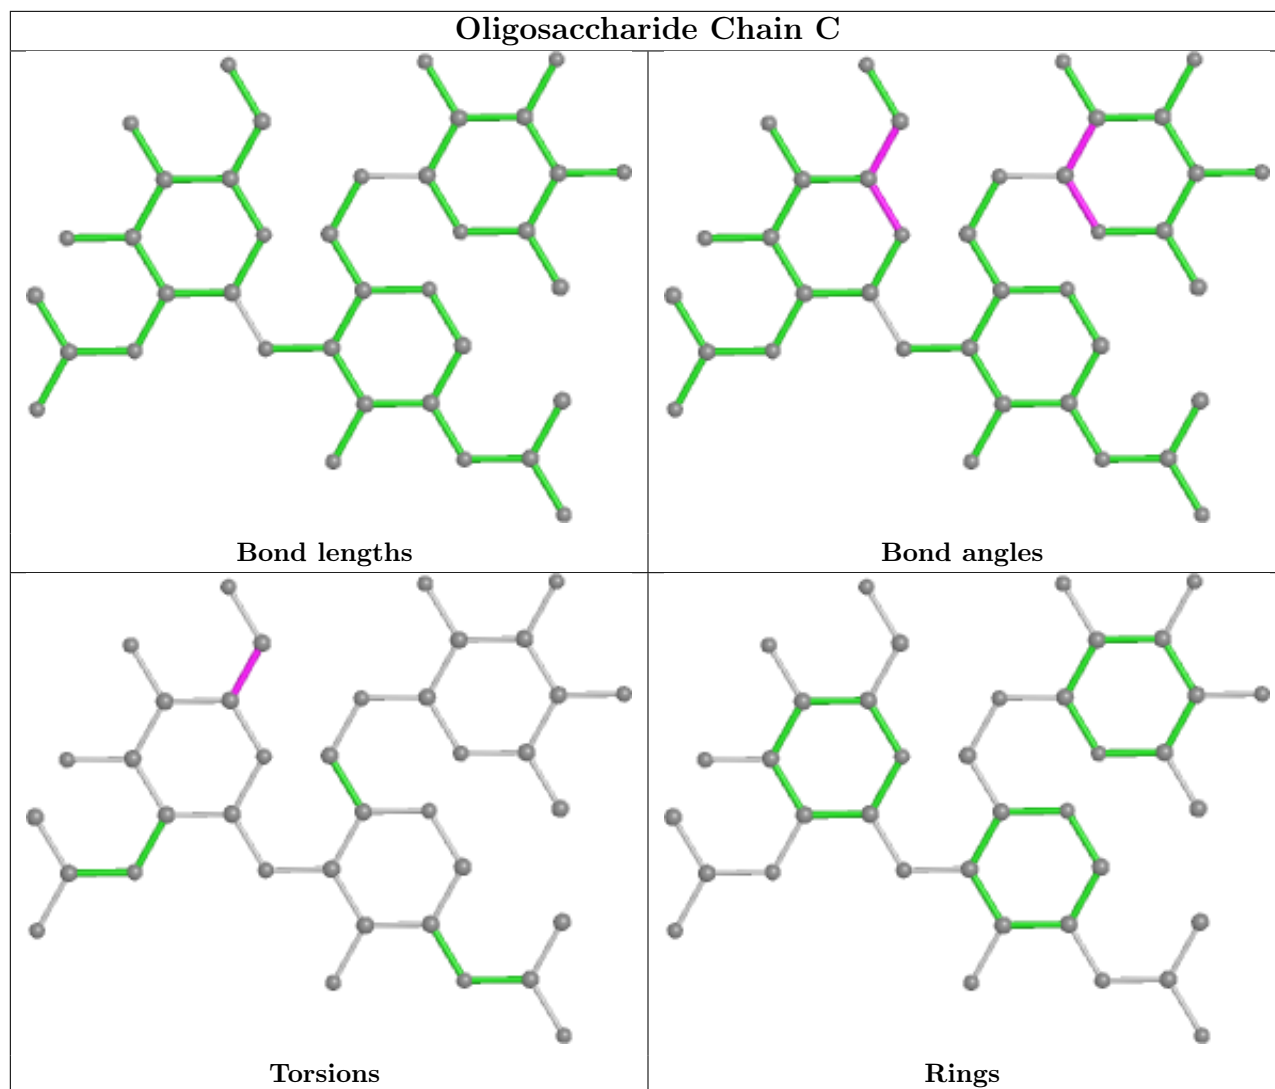 Oligosaccharide Chain C
Bond lengths
Bond angles
Torsions
Rings